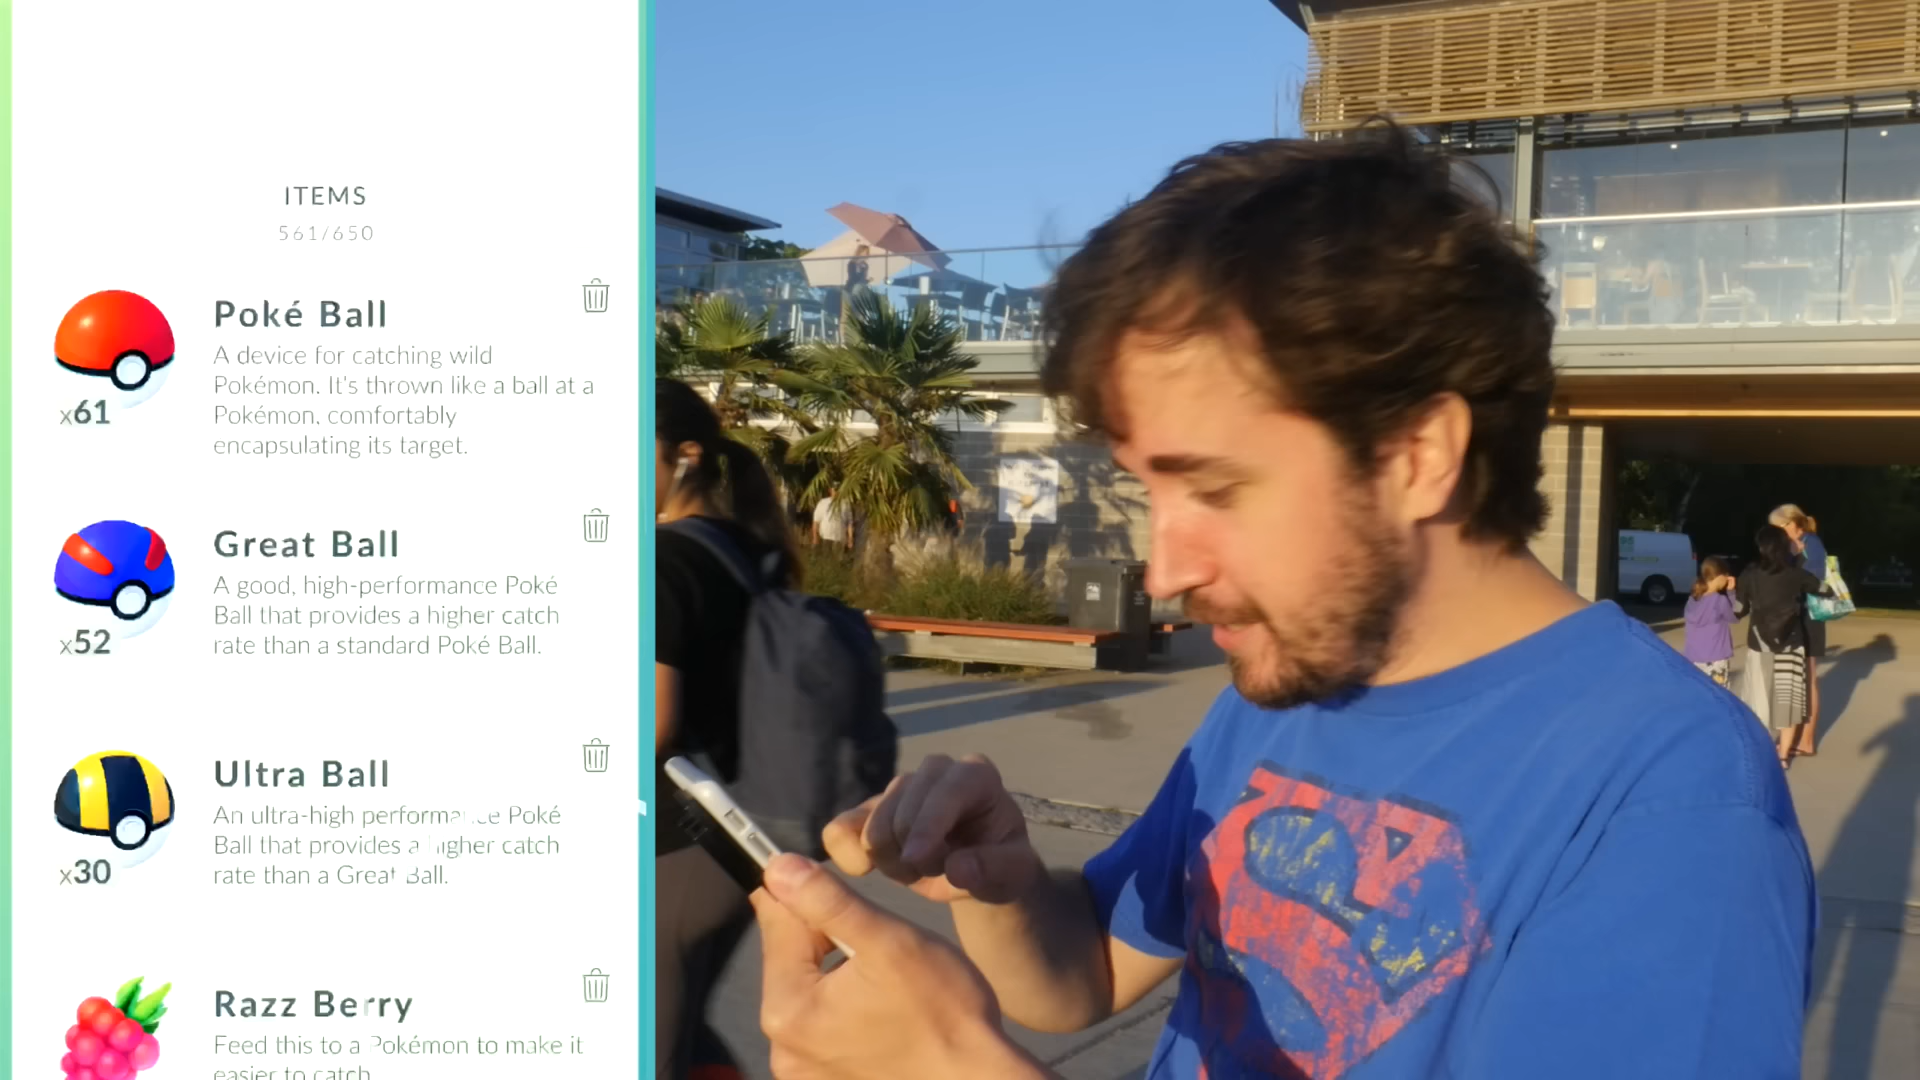 ITEMS
561/650
Poké Ball
A device for catching wild
Pokémon. It's thrown like a ball at a
Pokémon, comfortably
encapsulating its target.
x61
Great Ball
A good, high-performance Poké
Ball that provides a higher catch
rate than a standard Poké Ball.
x52
Ultra Ball
An ultra-high performance Poké
Ball that provides a higher catch
rate than a Great Ball.
x30
Razz Berry
Feed this to a Pokémon to make it
easier to catch.